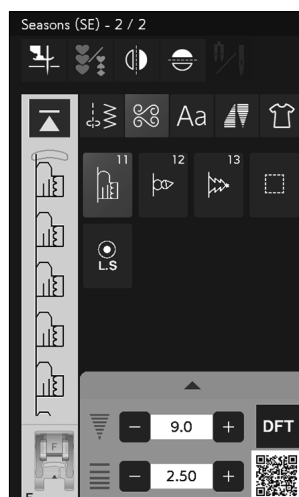 Seasons (SE) - 2 / 2
Aa
11 12 13
L.S
− 9.0 + DFT
F
− 2.50 +
F